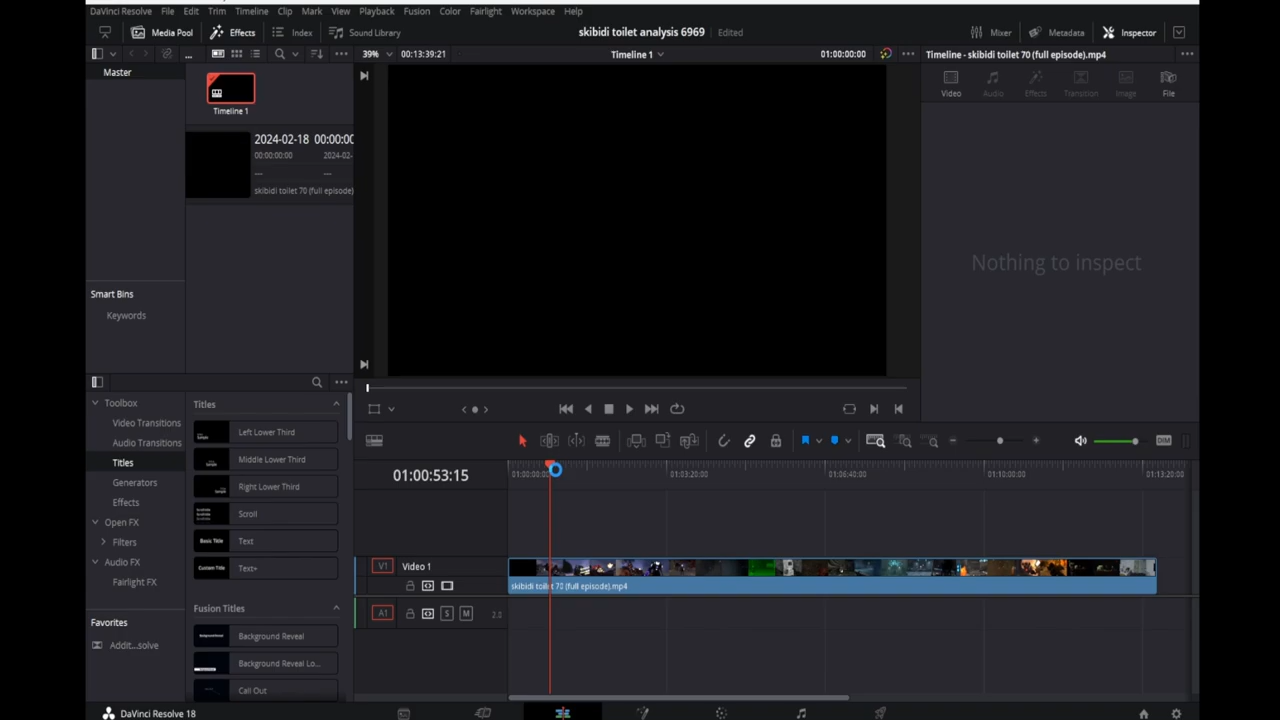 DaVinci Resolve File Edit Trim Timeline Clip Mark View Playback Fusion Color Fairlight Workspace Help
Media Pool Effects Index Sound Library skibidi toilet analysis 6969 Edited Mixer Metadata Inspector
... 39% 00:13:39:21 Timeline 1 01:00:00:00 Timeline - skibidi toilet 70 (full episode).mp4
Master
Timeline 1
2024-02-18 00:00:00
00:00:00:00 2024-02-
--- ---
skibidi toilet 70 (full episode)
Video Audio Effects Transition Image File
Nothing to inspect
Smart Bins
Keywords
Toolbox
Video Transitions
Audio Transitions
Titles
Generators
Effects
Open FX
Filters
Audio FX
Fairlight FX
Favorites
Addit...solve
Titles
Left Lower Third
Middle Lower Third
Right Lower Third
Scroll
Basic Title Text
Custom Title Text+
Fusion Titles
Background Reveal
Background Reveal Lo...
Call Out
DIM
01:00:53:15
01:00:00:00 01:03:20:00 01:06:40:00 01:10:00:00 01:13:20:00
V1 Video 1
skibidi toilet 70 (full episode).mp4
A1 S M 2.0
DaVinci Resolve 18